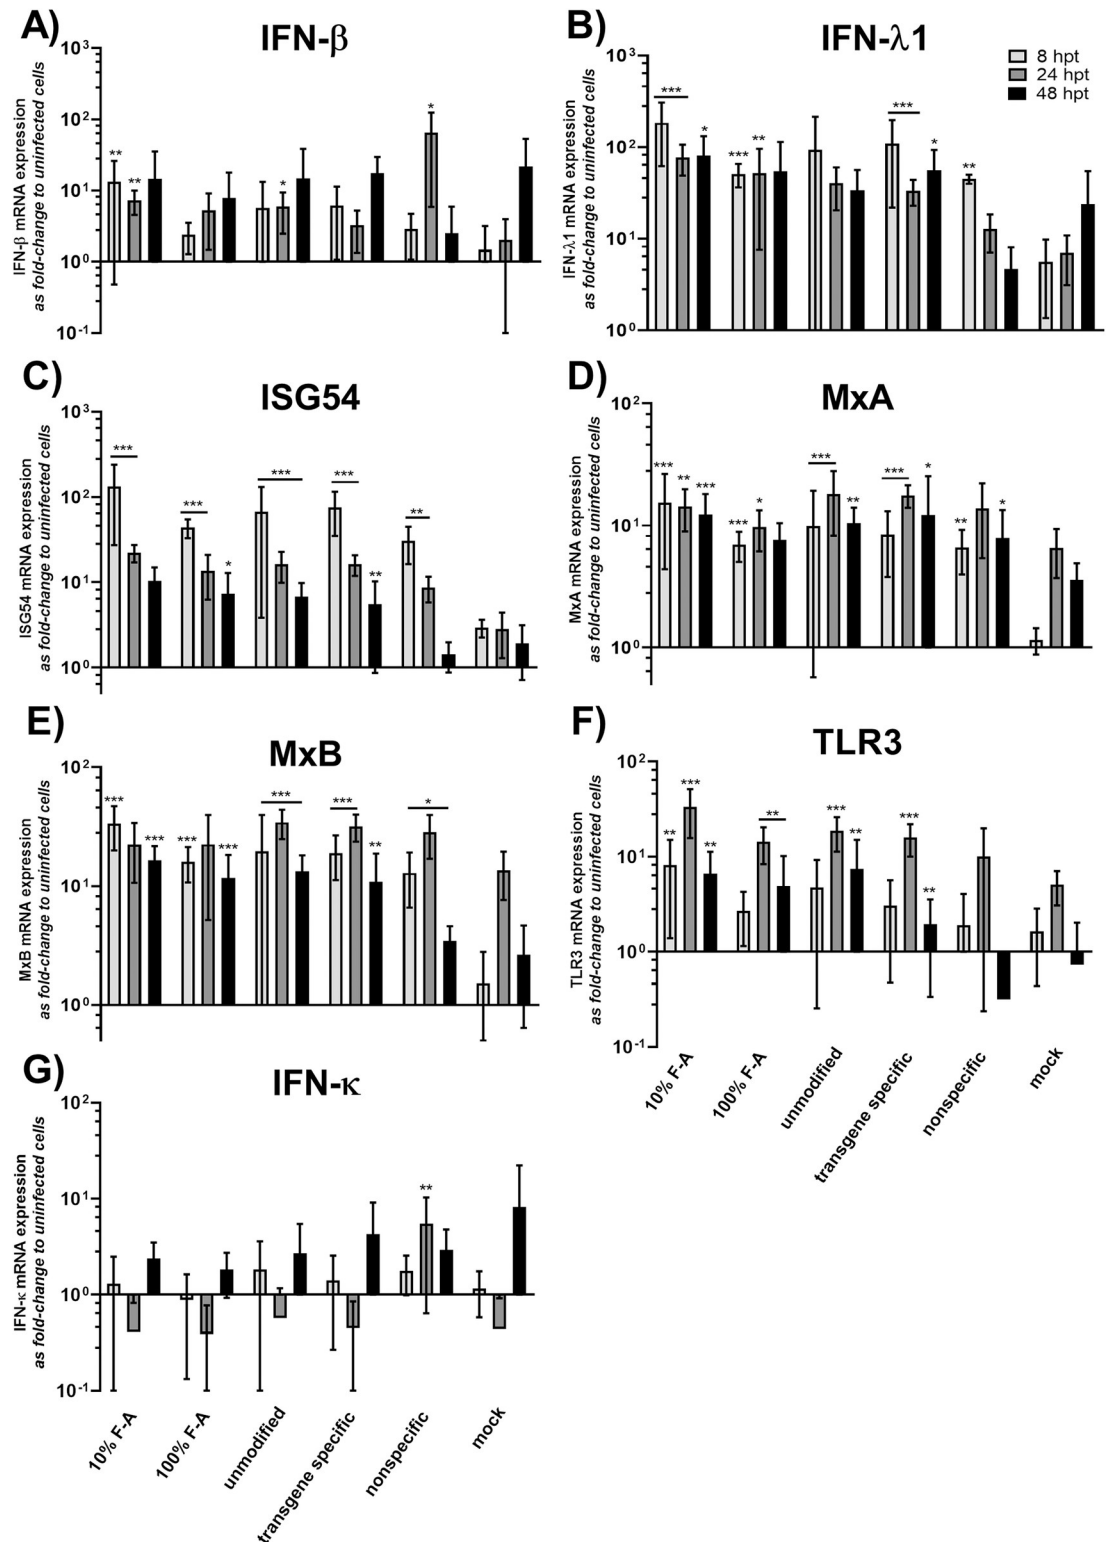 A)
IFN-β
IFN-β mRNA expression
as fold-change to uninfected cells
10³
10²
10¹
10⁰
10⁻¹
**
**
*
*
B)
IFN-λ1
8 hpt
24 hpt
48 hpt
IFN-λ1 mRNA expression
as fold-change to uninfected cells
10³
10²
10¹
10⁰
***
*
***
**
***
*
**
C)
ISG54
ISG54 mRNA expression
as fold-change to uninfected cells
10³
10²
10¹
10⁰
***
***
*
***
***
**
**
D)
MxA
MxA mRNA expression
as fold-change to uninfected cells
10²
10¹
10⁰
***
**
***
***
*
***
**
***
*
**
*
E)
MxB
MxB mRNA expression
as fold-change to uninfected cells
10²
10¹
10⁰
***
***
***
***
***
***
**
*
F)
TLR3
TLR3 mRNA expression
as fold-change to uninfected cells
10²
10¹
10⁰
10⁻¹
**
***
**
**
***
**
***
**
10% F-A
100% F-A
unmodified
transgene specific
nonspecific
mock
G)
IFN-κ
IFN-κ mRNA expression
as fold-change to uninfected cells
10²
10¹
10⁰
10⁻¹
**
10% F-A
100% F-A
unmodified
transgene specific
nonspecific
mock